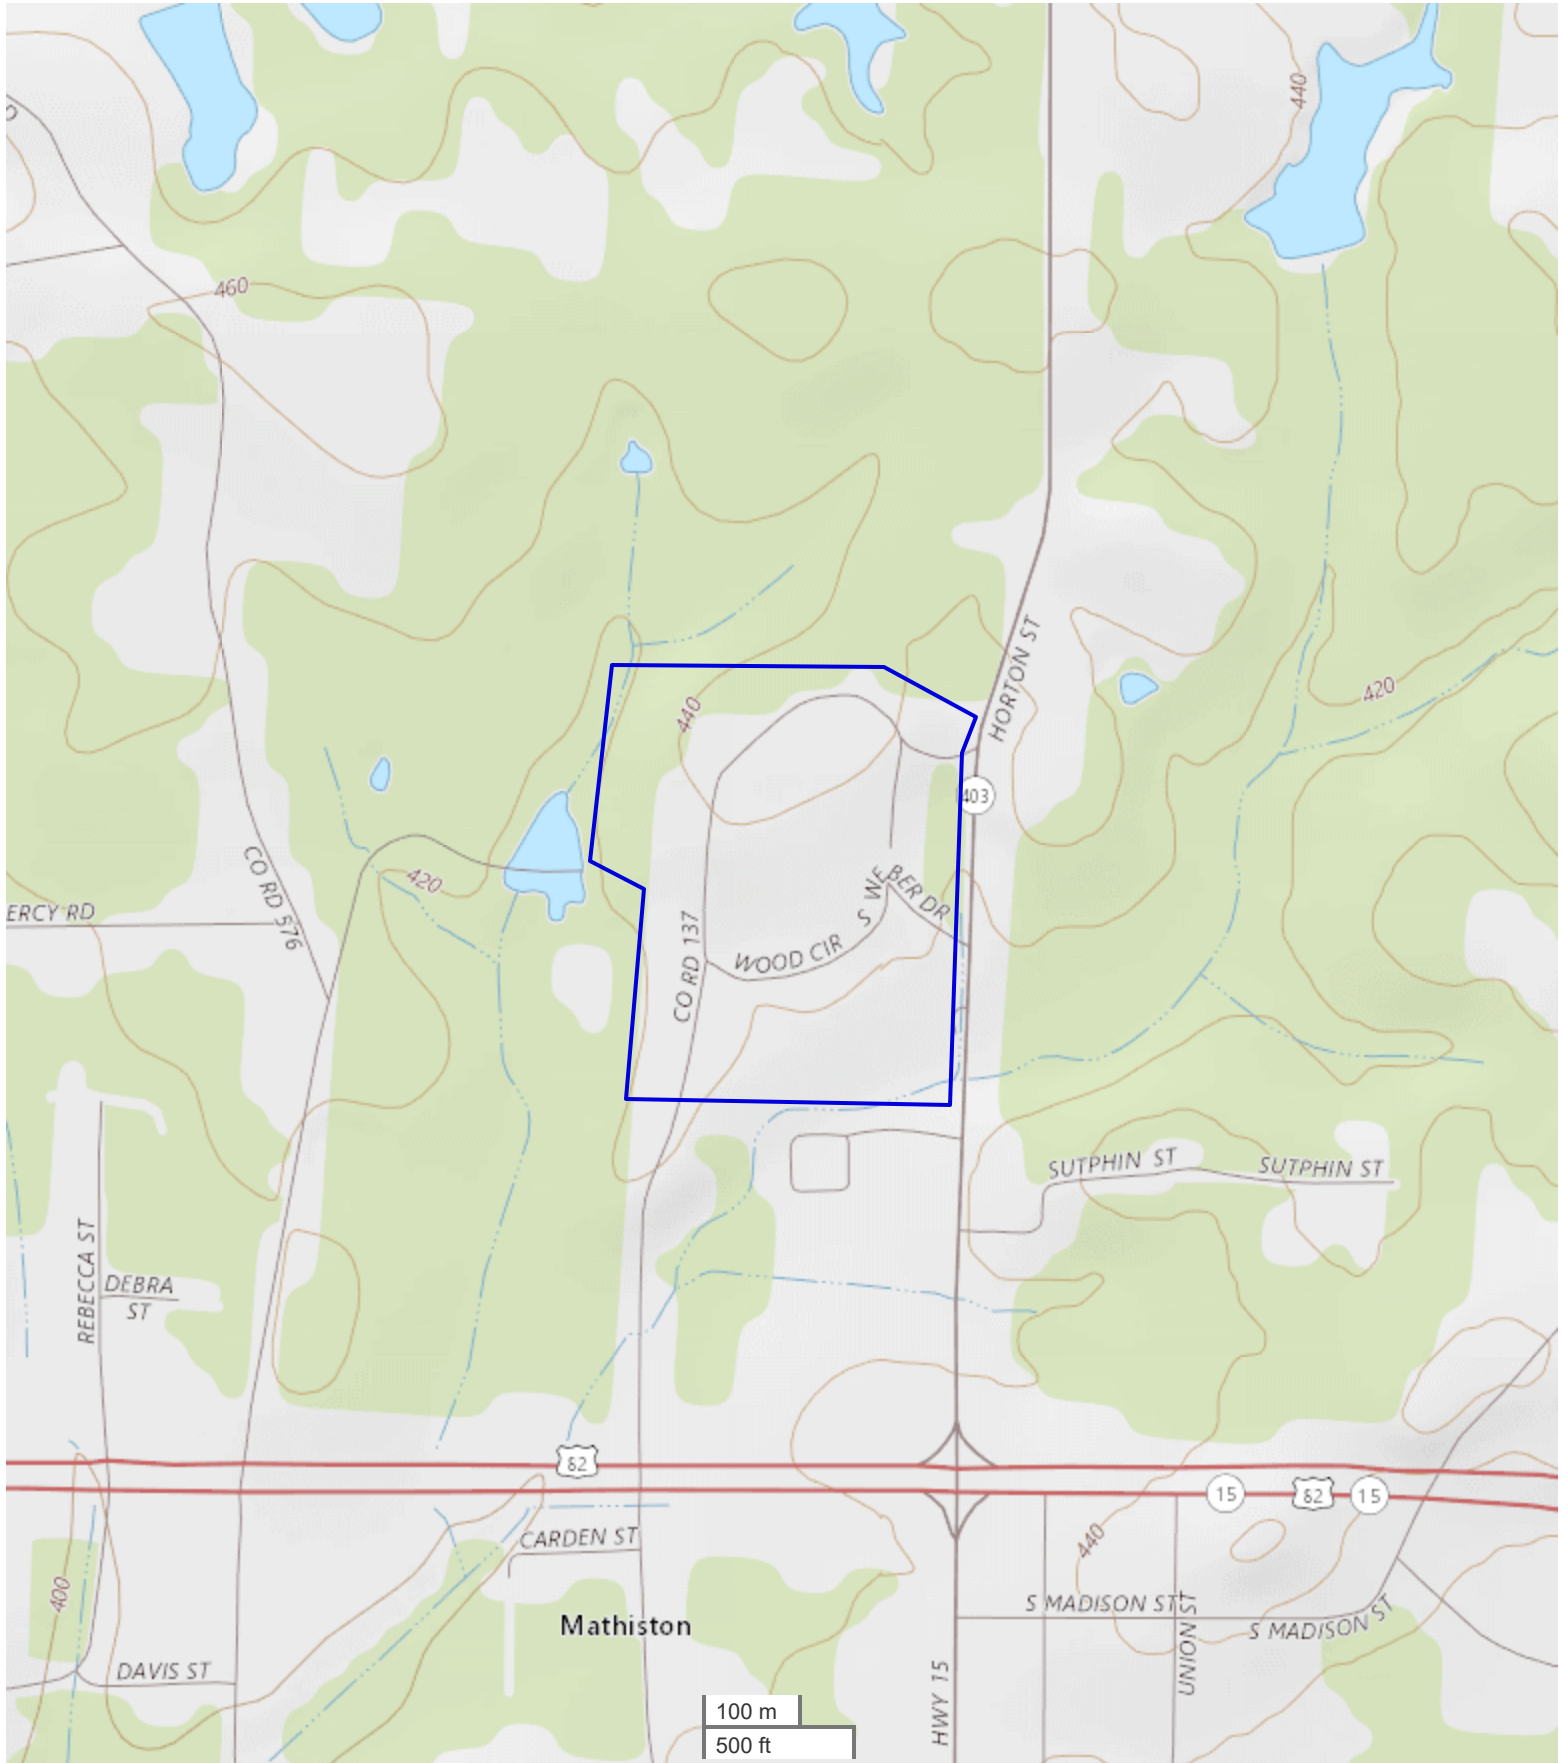 440
460
HORTON ST
420
440
403
CO RD 576
420
S WE
BER DR
ERCY RD
CO RD 137
WOOD CIR
SUTPHIN ST
SUTPHIN ST
REBECCA ST
DEBRA
ST
82
15
82
15
CARDEN ST
440
400
S MADISON ST
UNION ST
S MADISON ST
Mathiston
DAVIS ST
HWY 15
100 m
500 ft